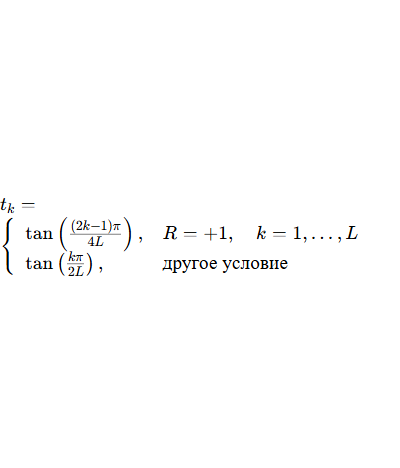 t_k =
{ tan ( (2k−1)π / 4L ), R = +1, k = 1, …, L
tan ( kπ / 2L ), другое условие